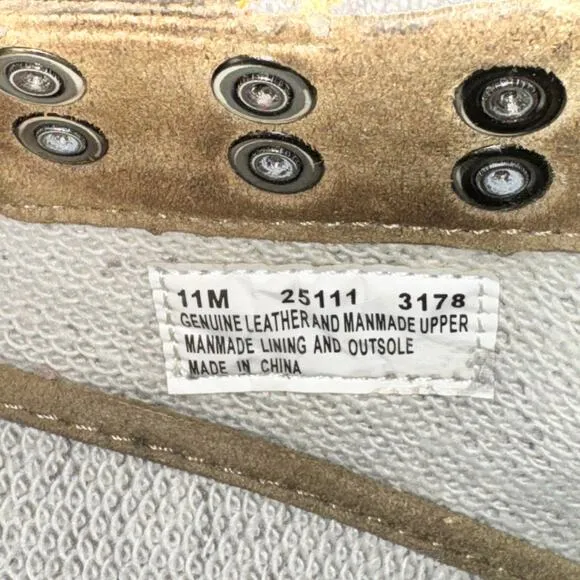 11M 25111 3178
GENUINE LEATHER AND MANMADE UPPER
MANMADE LINING AND OUTSOLE
MADE IN CHINA